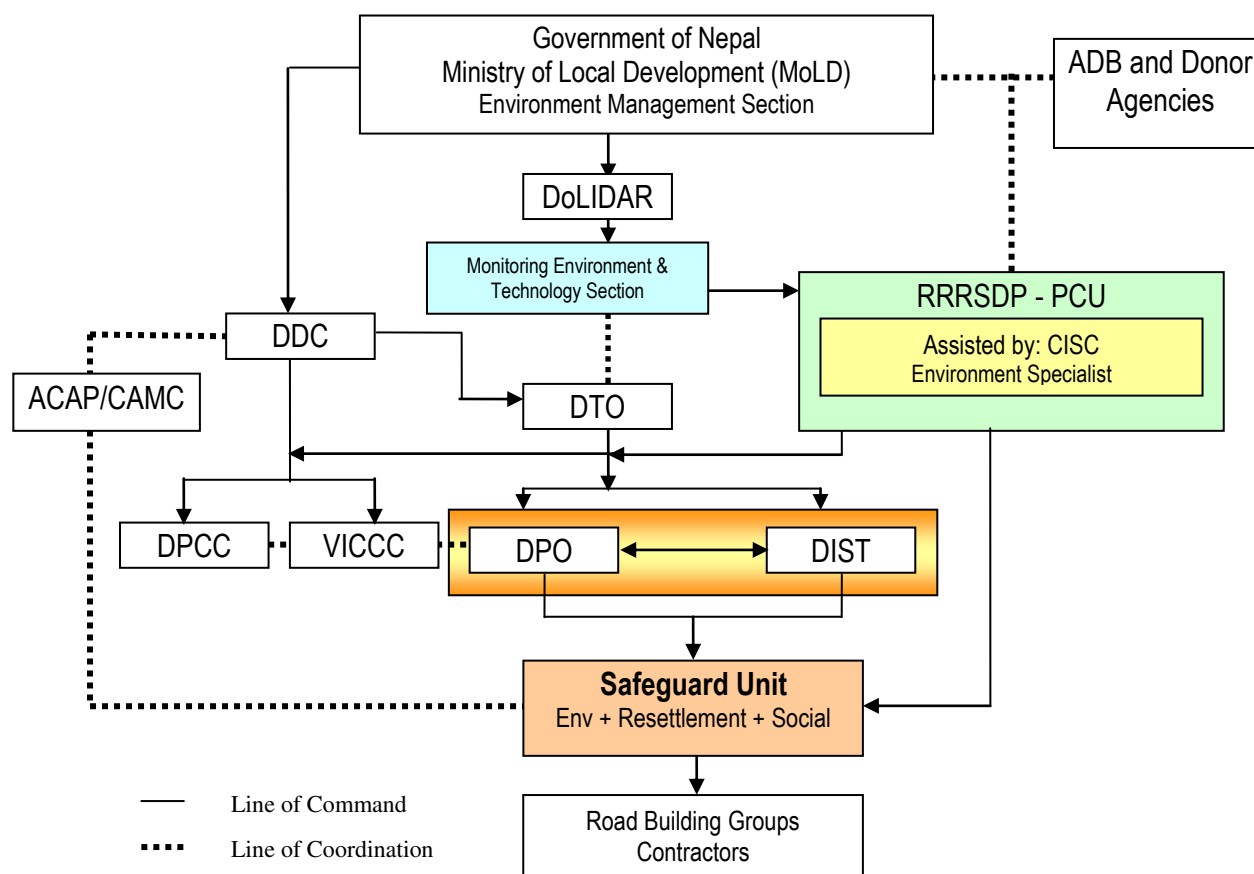 Government of Nepal
Ministry of Local Development (MoLD)
Environment Management Section
ADB and Donor
Agencies
DoLIDAR
Monitoring Environment &
Technology Section
RRRSDP - PCU
Assisted by: CISC
Environment Specialist
DDC
ACAP/CAMC
DTO
DPCC
VICCC
DPO
DIST
Safeguard Unit
Env + Resettlement + Social
Line of Command
Line of Coordination
Road Building Groups
Contractors